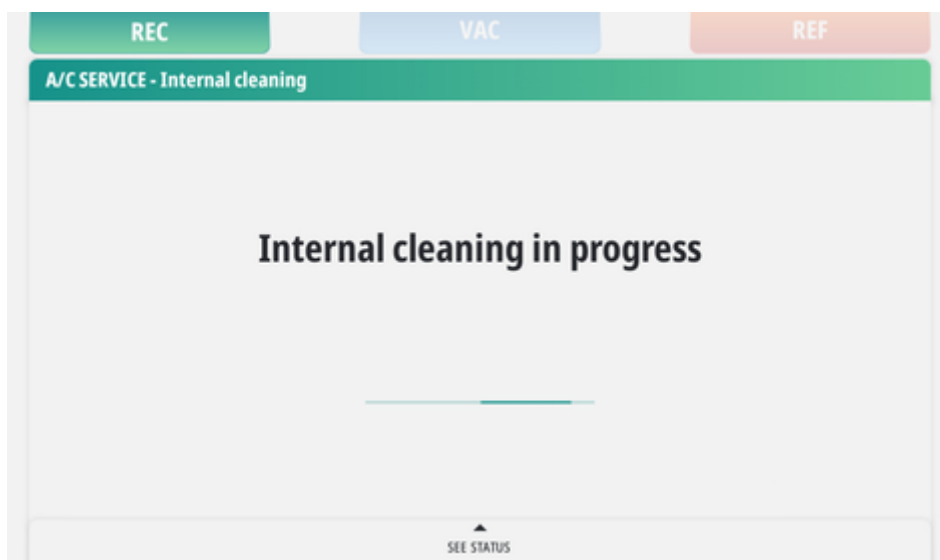 REC
VAC
REF
A/C SERVICE - Internal cleaning
Internal cleaning in progress
SEE STATUS